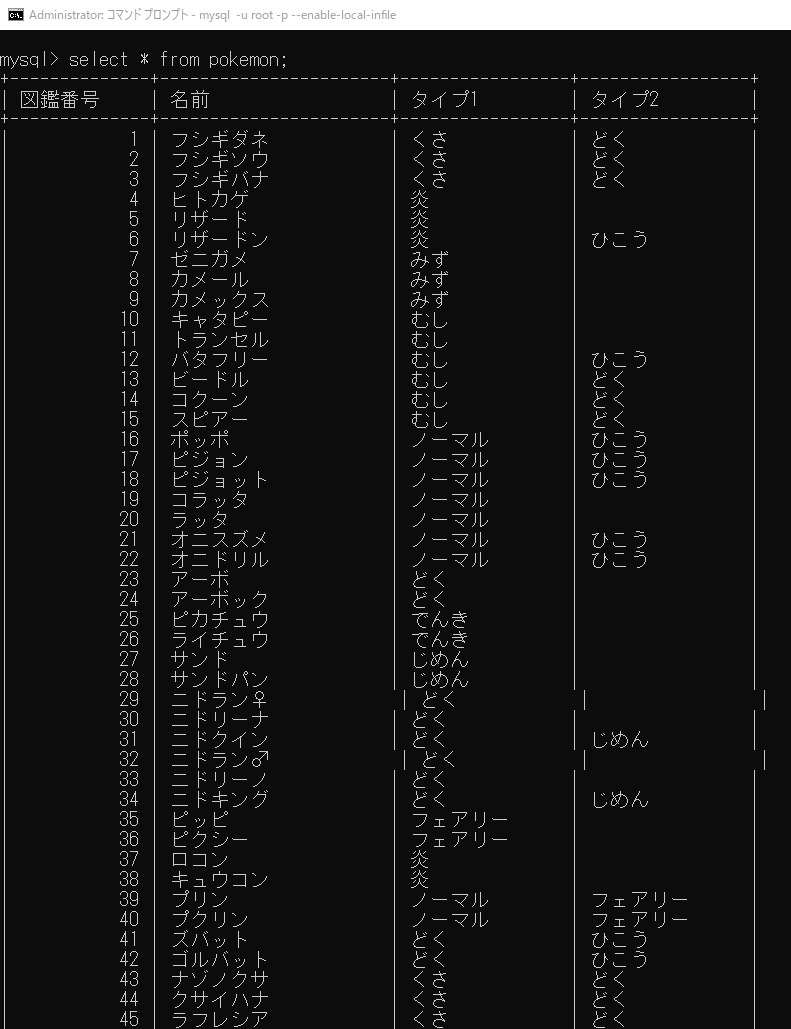 Administrator: コマンド プロンプト - mysql -u root -p --enable-local-infile
mysql> select * from pokemon;
+--------------+------------------------+------------------+------------------+
| 図鑑番号 | 名前 | タイプ1 | タイプ2 |
+--------------+------------------------+------------------+------------------+
| 1 | フシギダネ | くさ | どく |
| 2 | フシギソウ | くさ | どく |
| 3 | フシギバナ | くさ | どく |
| 4 | ヒトカゲ | 炎 | |
| 5 | リザード | 炎 | |
| 6 | リザードン | 炎 | ひこう |
| 7 | ゼニガメ | みず | |
| 8 | カメール | みず | |
| 9 | カメックス | みず | |
| 10 | キャタピー | むし | |
| 11 | トランセル | むし | |
| 12 | バタフリー | むし | ひこう |
| 13 | ビードル | むし | どく |
| 14 | コクーン | むし | どく |
| 15 | スピアー | むし | どく |
| 16 | ポッポ | ノーマル | ひこう |
| 17 | ピジョン | ノーマル | ひこう |
| 18 | ピジョット | ノーマル | ひこう |
| 19 | コラッタ | ノーマル | |
| 20 | ラッタ | ノーマル | |
| 21 | オニスズメ | ノーマル | ひこう |
| 22 | オニドリル | ノーマル | ひこう |
| 23 | アーボ | どく | |
| 24 | アーボック | どく | |
| 25 | ピカチュウ | でんき | |
| 26 | ライチュウ | でんき | |
| 27 | サンド | じめん | |
| 28 | サンドパン | じめん | |
| 29 | ニドラン♀ | どく | |
| 30 | ニドリーナ | どく | |
| 31 | ニドクイン | どく | じめん |
| 32 | ニドラン♂ | どく | |
| 33 | ニドリーノ | どく | |
| 34 | ニドキング | どく | じめん |
| 35 | ピッピ | フェアリー | |
| 36 | ピクシー | フェアリー | |
| 37 | ロコン | 炎 | |
| 38 | キュウコン | 炎 | |
| 39 | プリン | ノーマル | フェアリー |
| 40 | プクリン | ノーマル | フェアリー |
| 41 | ズバット | どく | ひこう |
| 42 | ゴルバット | どく | ひこう |
| 43 | ナゾノクサ | くさ | どく |
| 44 | クサイハナ | くさ | どく |
| 45 | ラフレシア | くさ | どく |